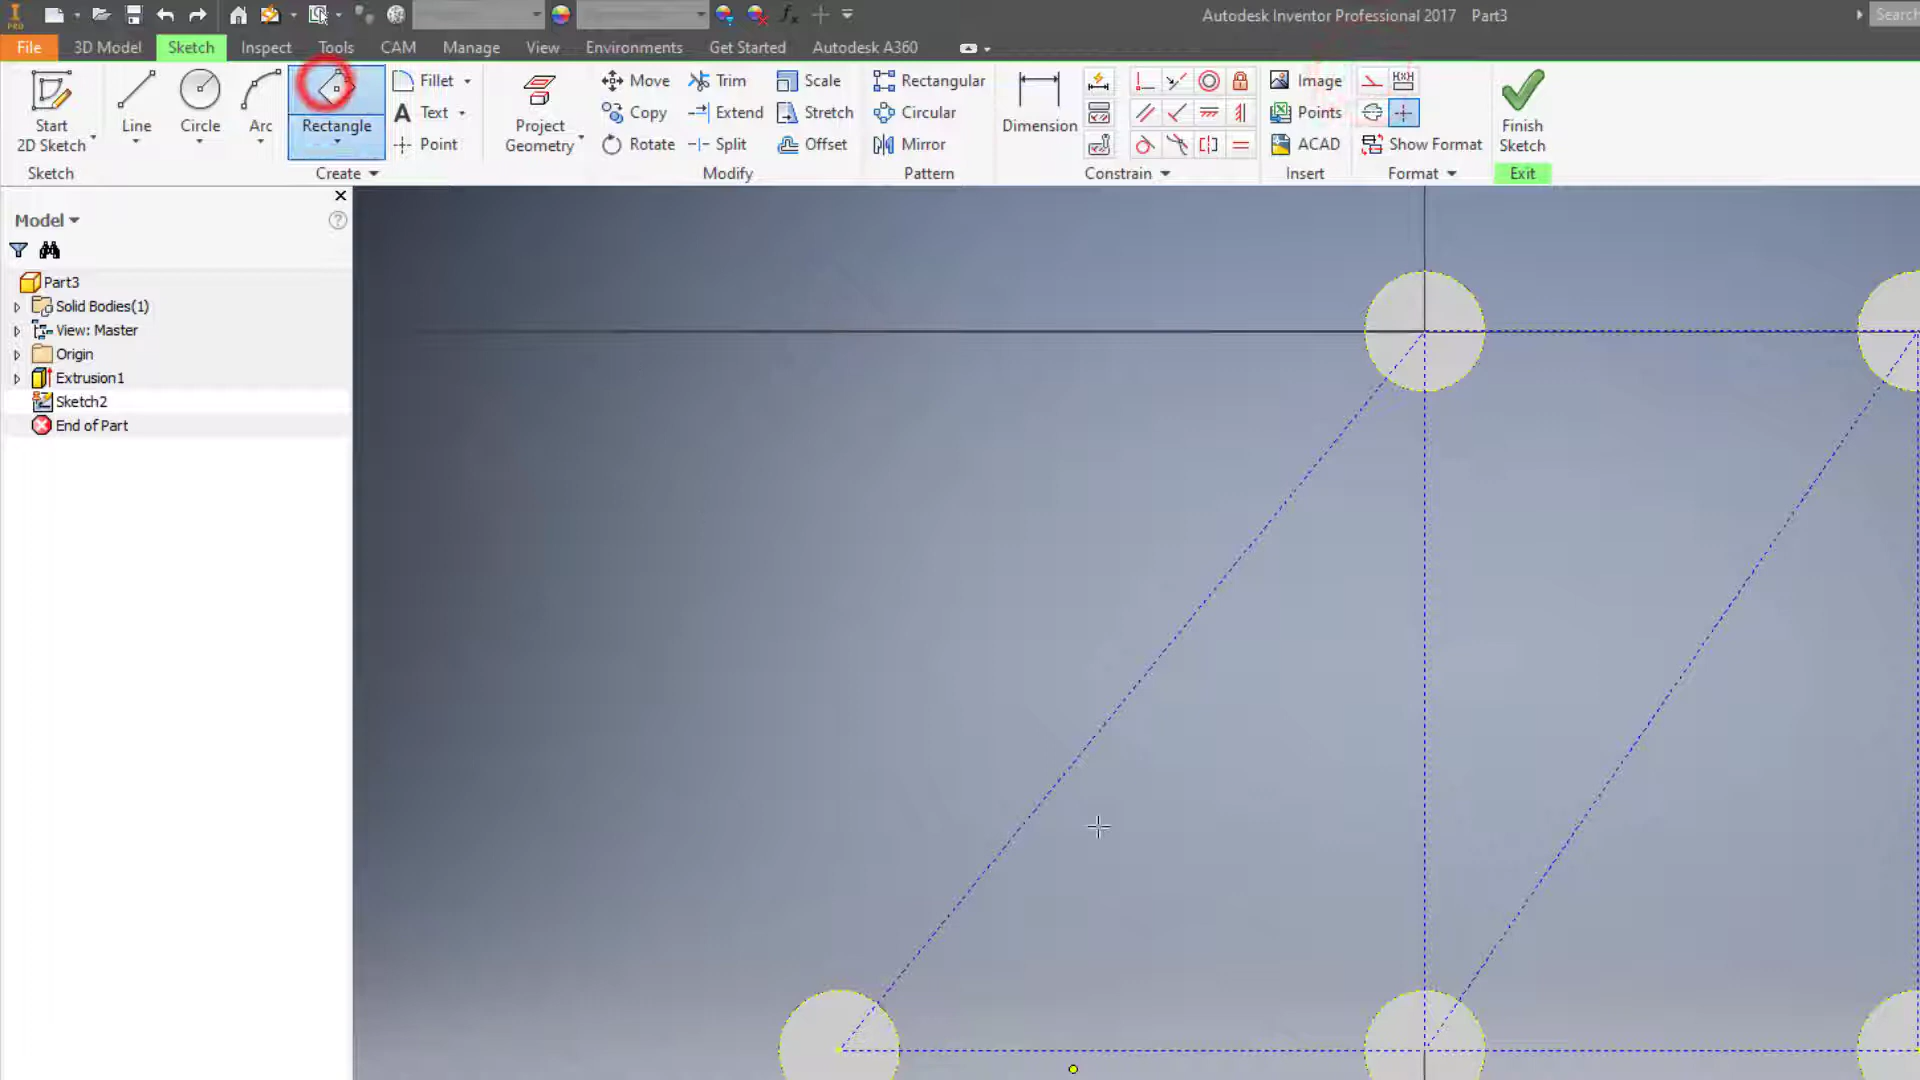 PRO
Autodesk Inventor Professional 2017 Part3
Search
File 3D Model Sketch Inspect Tools CAM Manage View Environments Get Started Autodesk A360
Start 2D Sketch
Line
Circle
Arc
Rectangle
Fillet
A Text
Point
Project Geometry
Move
Copy
Rotate
Trim
Extend
Split
Scale
Stretch
Offset
Rectangular
Circular
Mirror
Dimension
Image
Points
ACAD
Show Format
Finish Sketch
Sketch Create Modify Pattern Constrain Insert Format Exit
Model
Part3
Solid Bodies(1)
View: Master
Origin
Extrusion1
Sketch2
End of Part